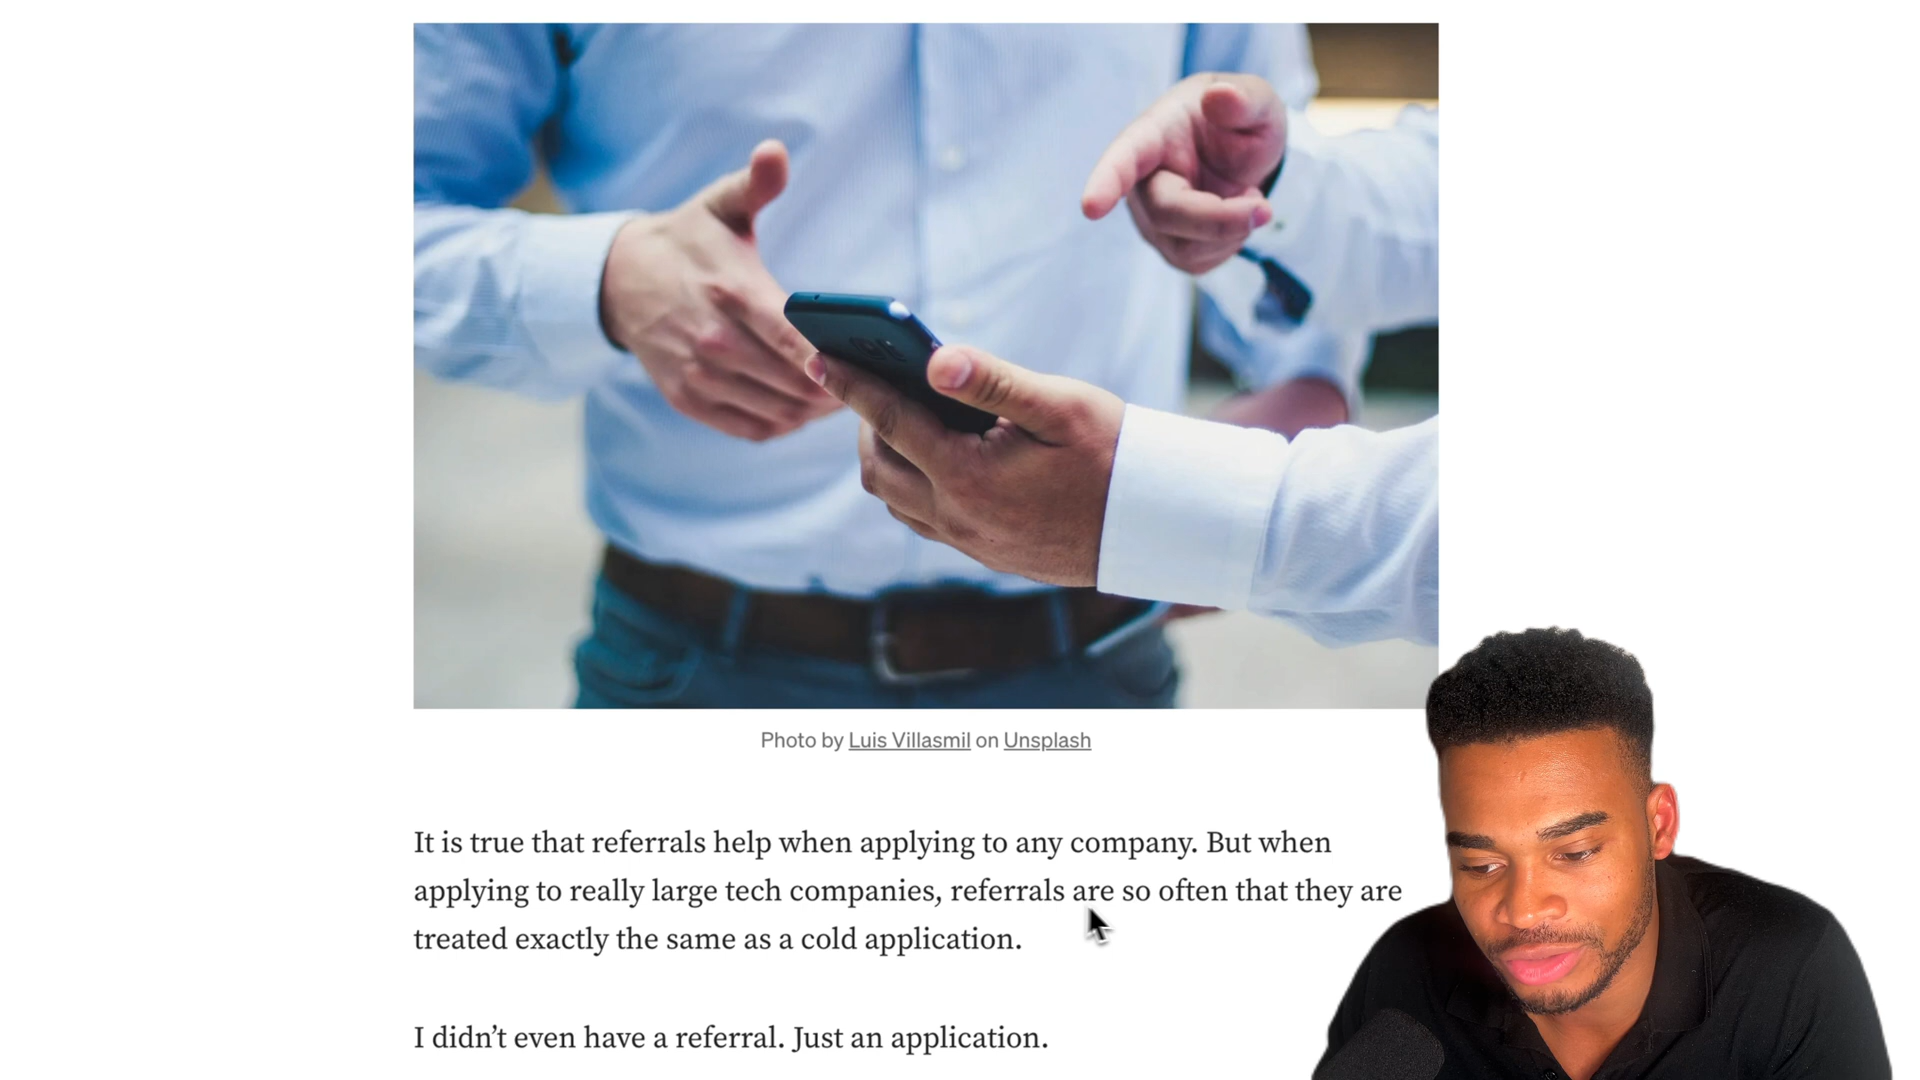 Photo by Luis Villasmil on Unsplash
It is true that referrals help when applying to any company. But when
applying to really large tech companies, referrals are so often that they are
treated exactly the same as a cold application.
I didn’t even have a referral. Just an application.